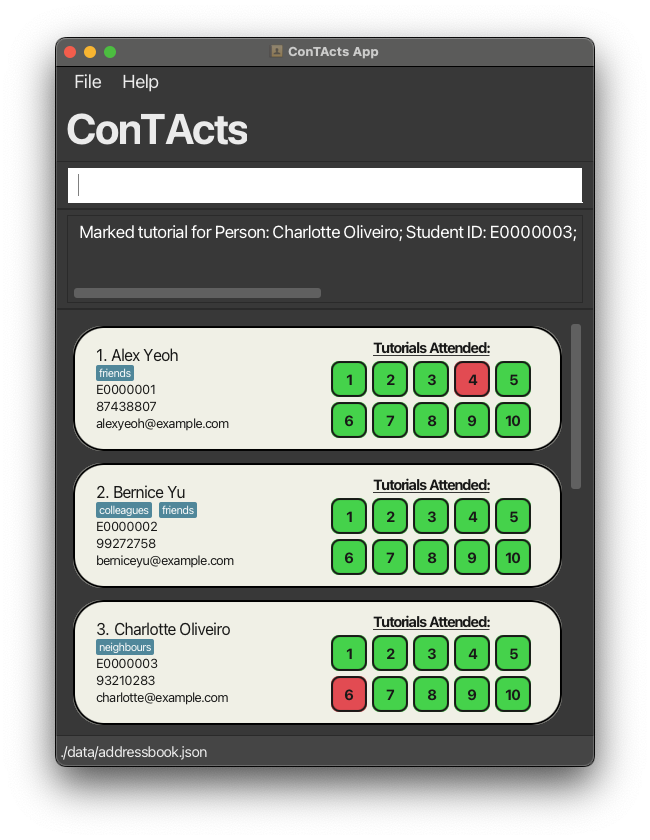 ConTActs App
File Help
ConTActs
Marked tutorial for Person: Charlotte Oliveiro; Student ID: E0000003;
1. Alex Yeoh
friends
E0000001
87438807
alexyeoh@example.com
Tutorials Attended:
1 2 3 4 5
6 7 8 9 10
2. Bernice Yu
colleagues friends
E0000002
99272758
berniceyu@example.com
Tutorials Attended:
1 2 3 4 5
6 7 8 9 10
3. Charlotte Oliveiro
neighbours
E0000003
93210283
charlotte@example.com
Tutorials Attended:
1 2 3 4 5
6 7 8 9 10
./data/addressbook.json